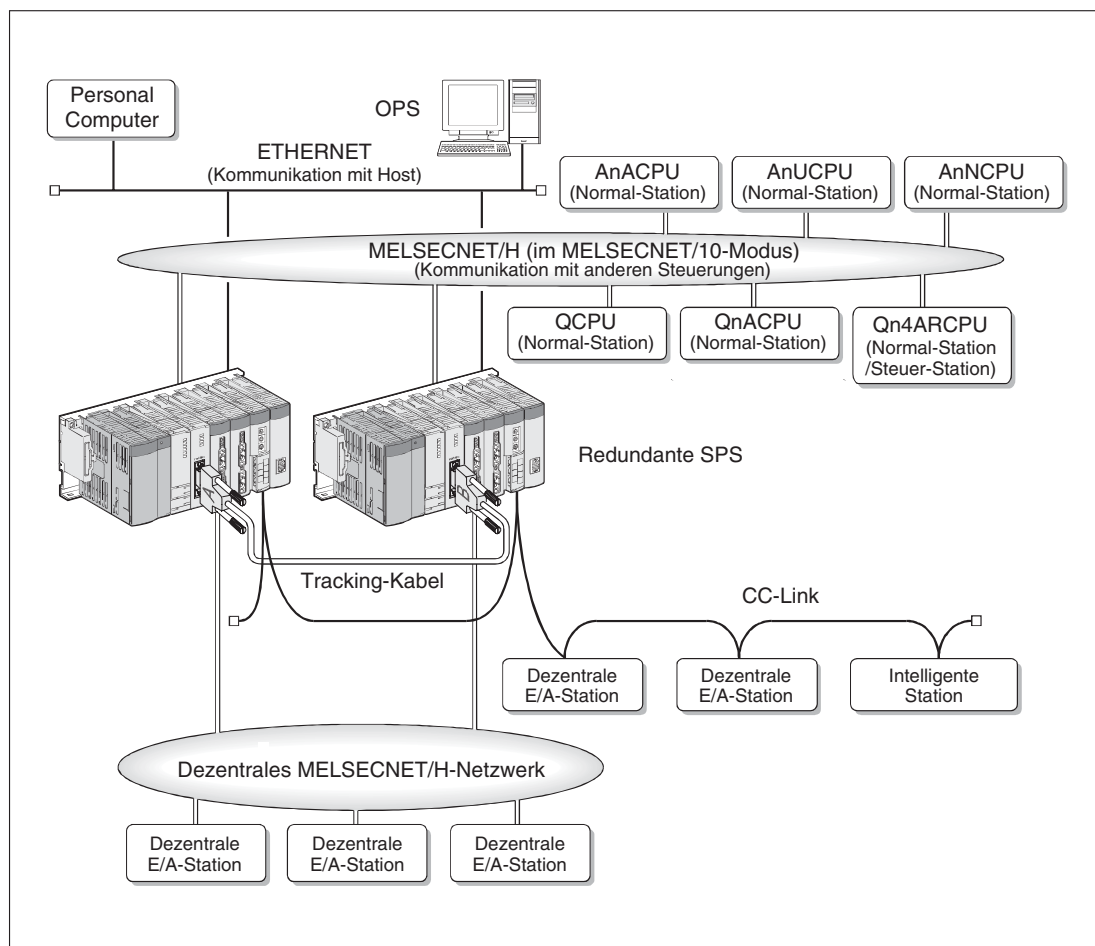 Personal
Computer
OPS
ETHERNET
(Kommunikation mit Host)
AnACPU
(Normal-Station)
AnUCPU
(Normal-Station)
AnNCPU
(Normal-Station)
MELSECNET/H (im MELSECNET/10-Modus)
(Kommunikation mit anderen Steuerungen)
QCPU
(Normal-Station)
QnACPU
(Normal-Station)
Qn4ARCPU
(Normal-Station
/Steuer-Station)
Redundante SPS
Tracking-Kabel
CC-Link
Dezentrale
E/A-Station
Dezentrale
E/A-Station
Intelligente
Station
Dezentrales MELSECNET/H-Netzwerk
Dezentrale
E/A-Station
Dezentrale
E/A-Station
Dezentrale
E/A-Station